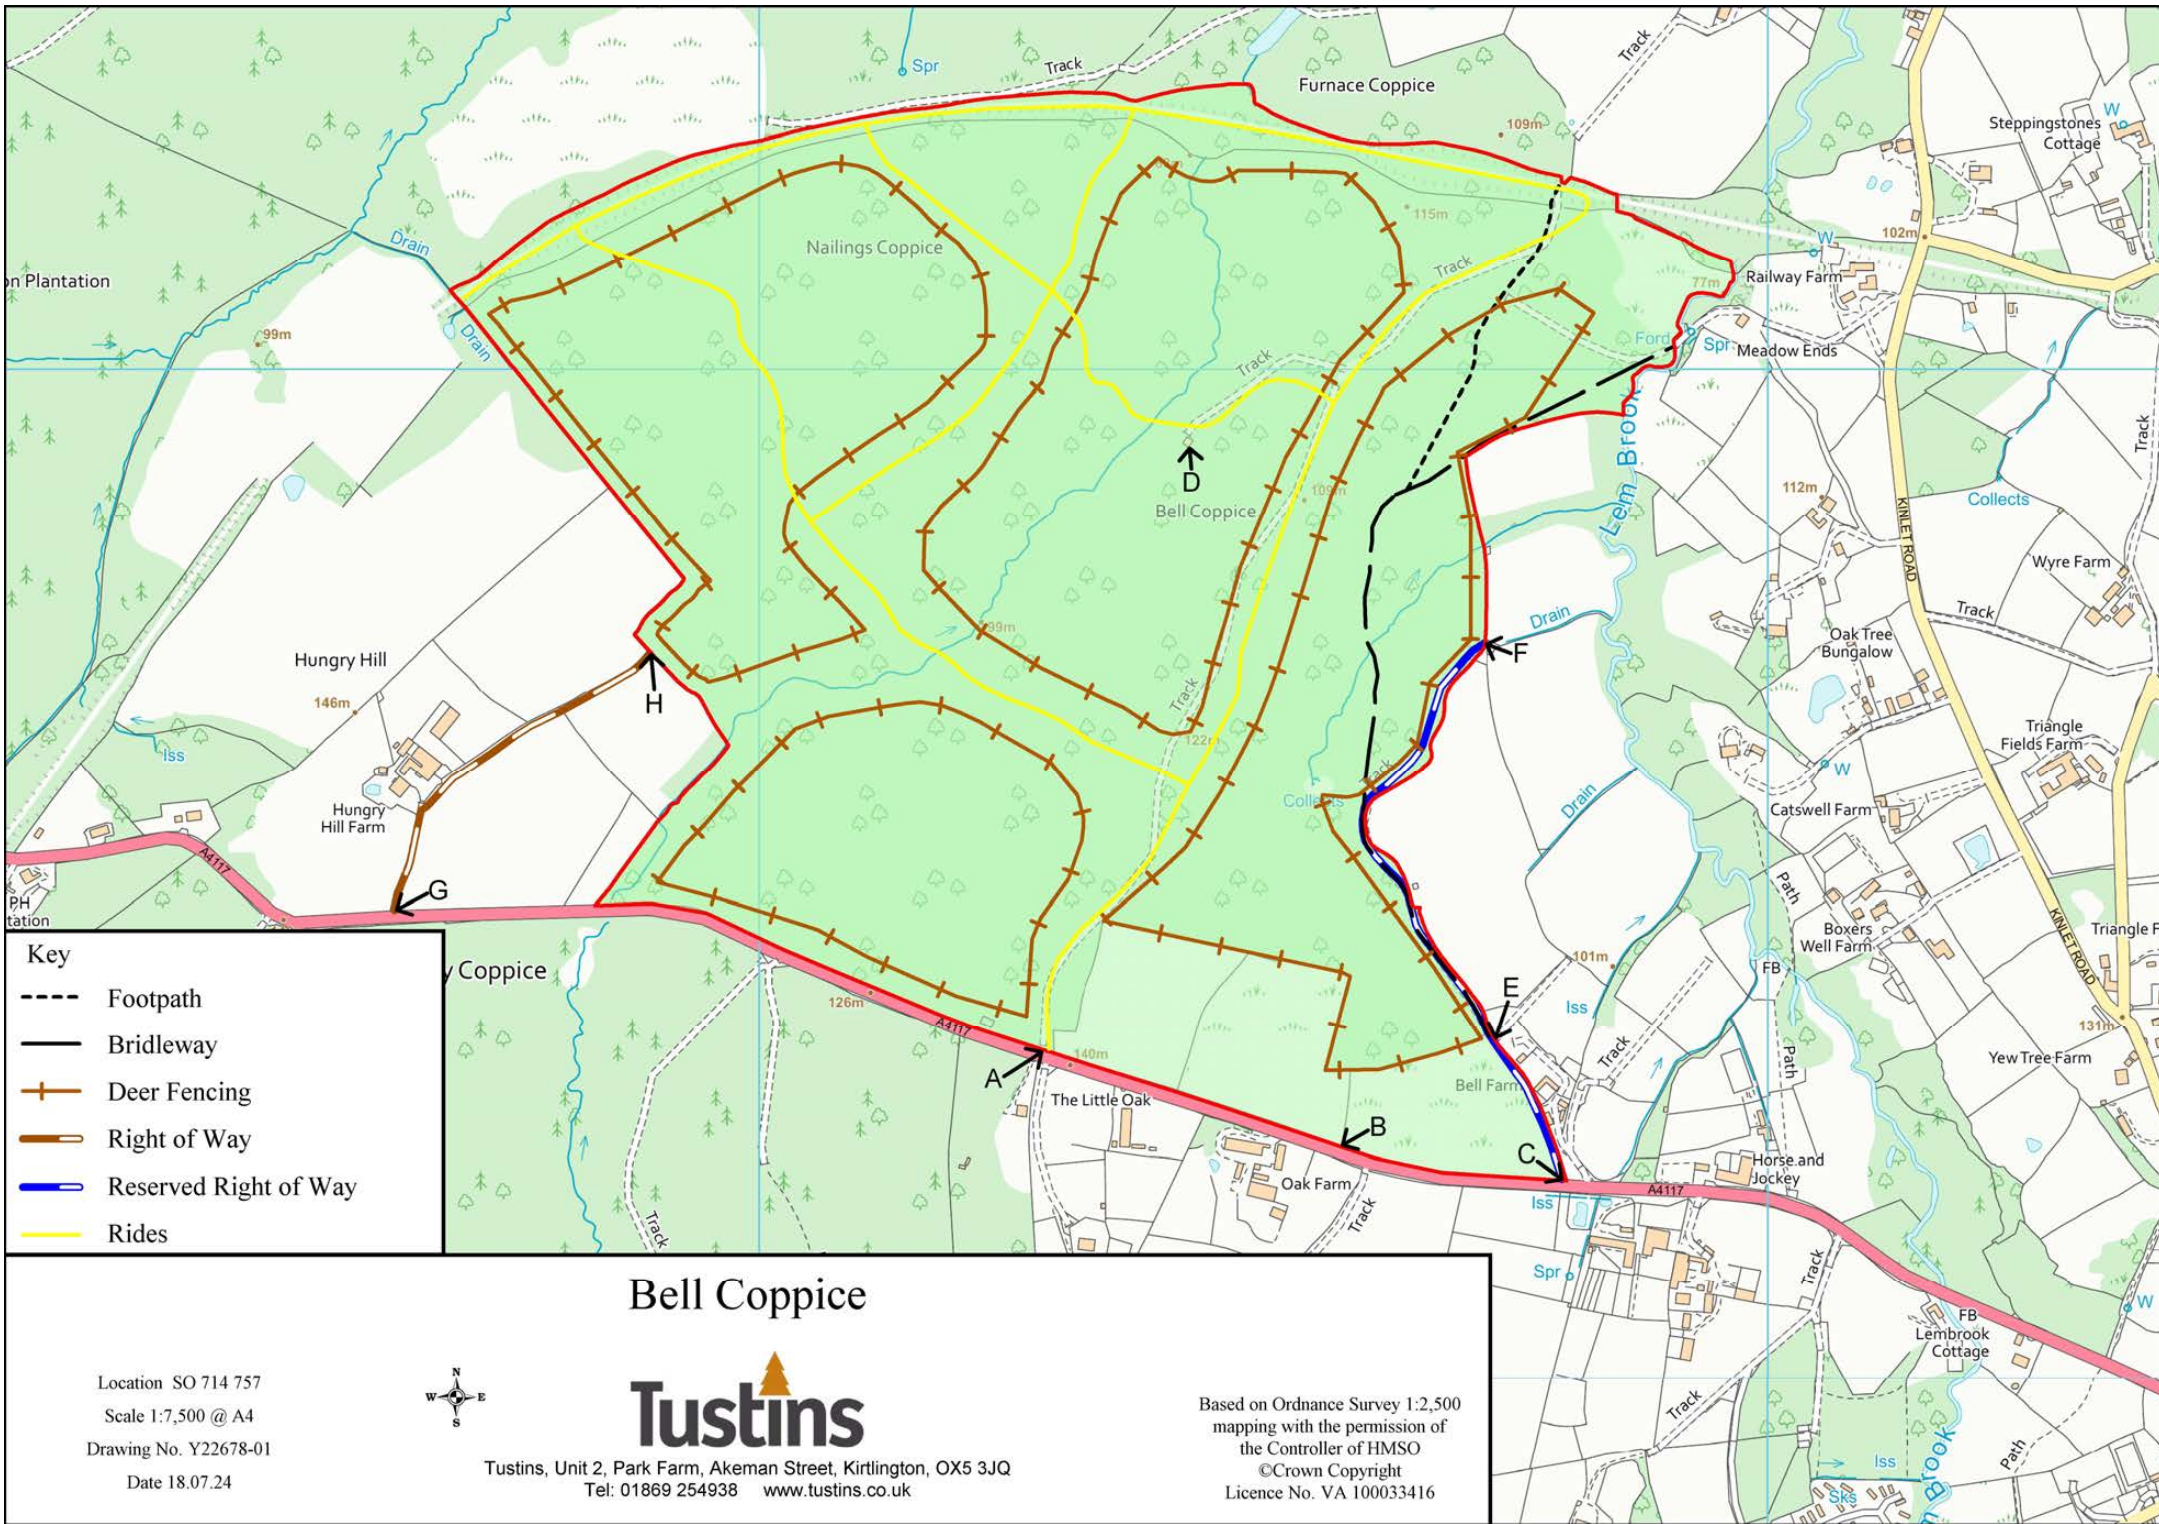 Track
Spr
Track
Furnace Coppice
109m
Steppingstones
Cottage
W
Drain
Nailings Coppice
115m
Track
102m
W
Railway Farm
77m
on Plantation
99m
Drain
Ford
Spr
Meadow Ends
Track
D
Bell Coppice
109m
Lem Brook
112m
KINLET ROAD
Collects
Track
Wyre Farm
Track
99m
Drain
F
Oak Tree
Bungalow
Hungry Hill
146m
H
Track
122m
Iss
Track
Collects
W
Triangle
Fields Farm
Drain
Catswell Farm
Hungry
Hill Farm
A4117
G
PH
tation
Path
Boxers
Well Farm
KINLET ROAD
Triangle F
y Coppice
126m
A4117
E
101m
FB
Iss
131m
140m
A
The Little Oak
Bell Farm
Track
Path
Yew Tree Farm
B
C
Oak Farm
Horse and
Jockey
Iss
A4117
Track
Track
Spr
Track
W
FB
Lembrook
Cottage
Track
Path
Iss
Sks
m Brook
Key
Footpath
Bridleway
Deer Fencing
Right of Way
Reserved Right of Way
Rides
Bell Coppice
Location SO 714 757
Scale 1:7,500 @ A4
Drawing No. Y22678-01
Date 18.07.24
N
W E
S
Tustins
Tustins, Unit 2, Park Farm, Akeman Street, Kirtlington, OX5 3JQ
Tel: 01869 254938 www.tustins.co.uk
Based on Ordnance Survey 1:2,500
mapping with the permission of
the Controller of HMSO
©Crown Copyright
Licence No. VA 100033416